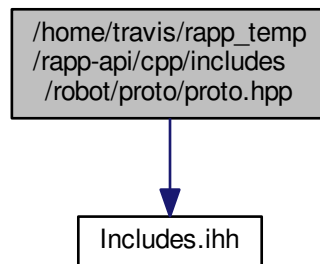 /home/travis/rapp_temp
/rapp-api/cpp/includes
/robot/proto/proto.hpp
Includes.ihh